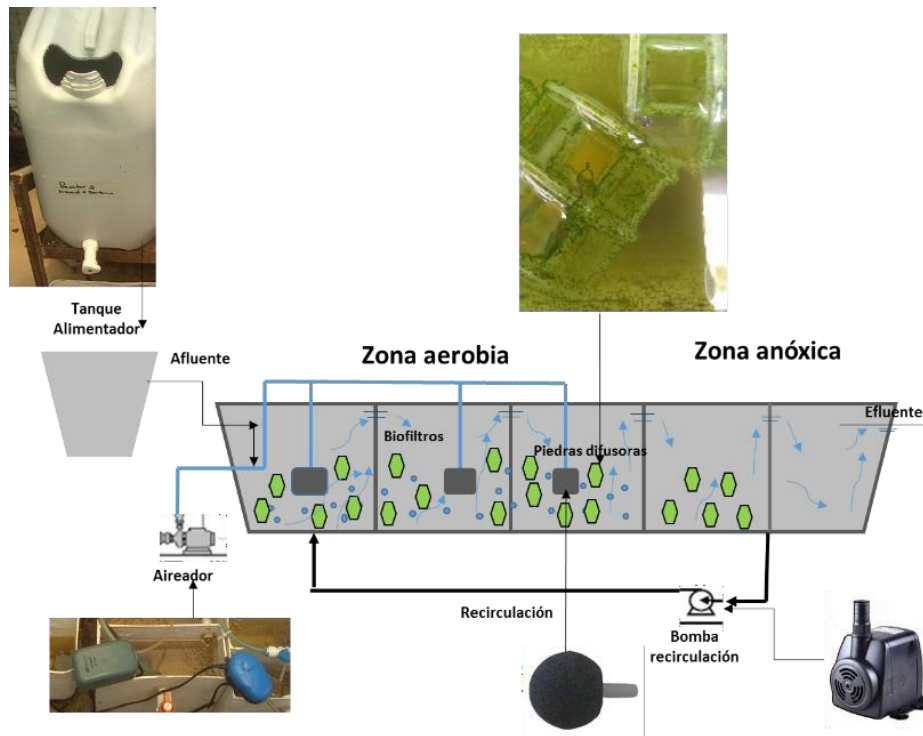 Tanque
Alimentador
Afluente
Zona aerobia
Zona anóxica
Efluente
Biofiltros
Piedras difusoras
Aireador
Recirculación
Bomba
recirculación